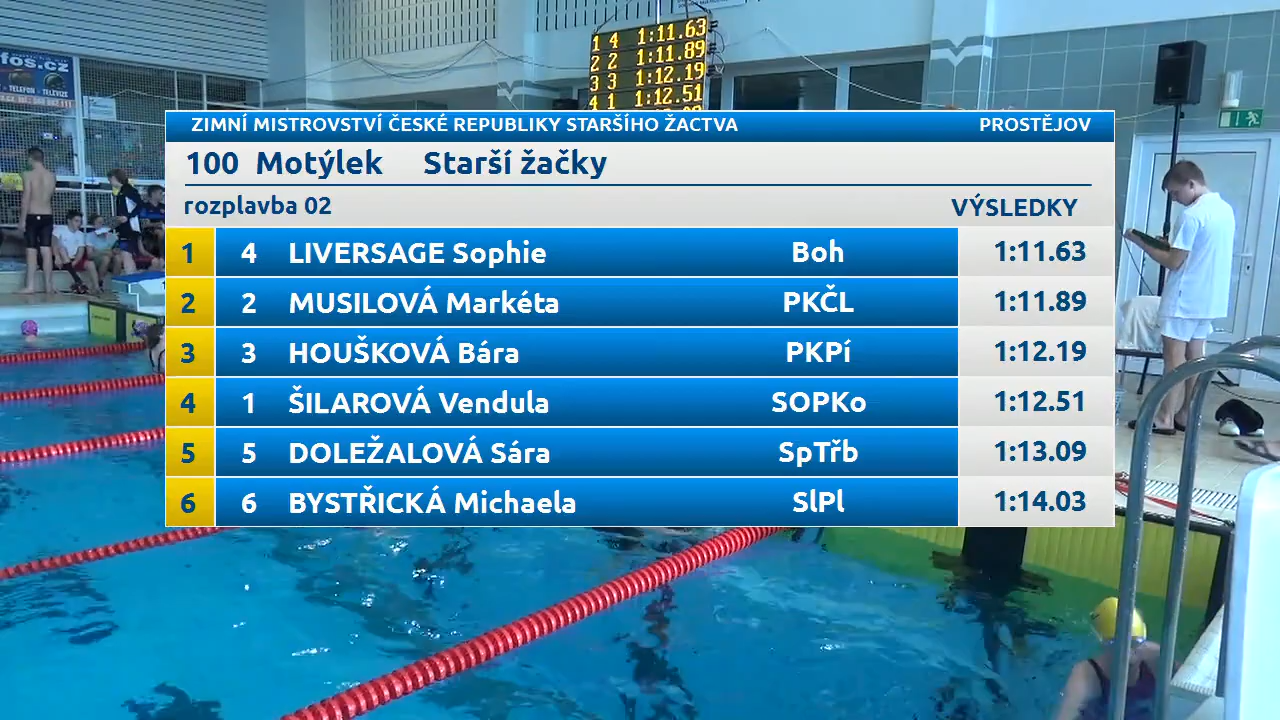 fos.cz
TELEFON TELEVIZE
1 4 1:11.63
2 2 1:11.89
3 3 1:12.19
4 1 1:12.51
ZIMNÍ MISTROVSTVÍ ČESKÉ REPUBLIKY STARŠÍHO ŽACTVA PROSTĚJOV
100 Motýlek Starší žačky
rozplavba 02 VÝSLEDKY
1 4 LIVERSAGE Sophie Boh 1:11.63
2 2 MUSILOVÁ Markéta PKČL 1:11.89
3 3 HOUŠKOVÁ Bára PKPí 1:12.19
4 1 ŠILAROVÁ Vendula SOPKo 1:12.51
5 5 DOLEŽALOVÁ Sára SpTřb 1:13.09
6 6 BYSTŘICKÁ Michaela SlPl 1:14.03